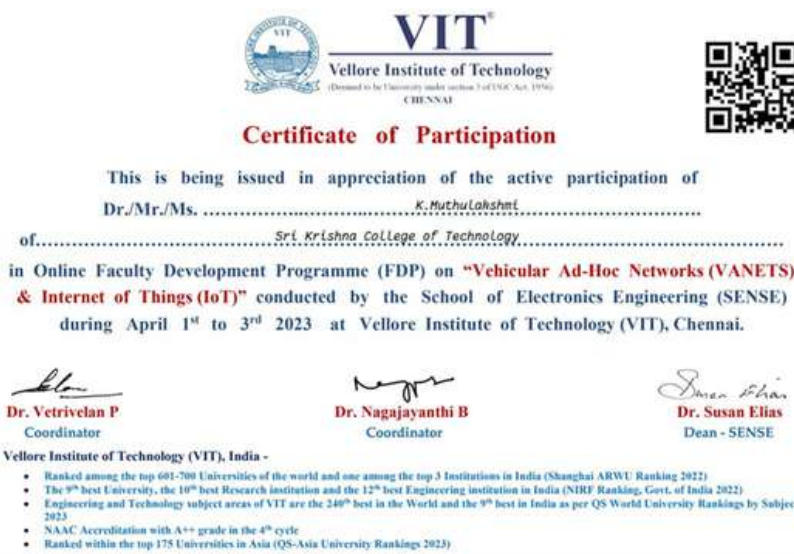 VIT
VIT
Vellore Institute of Technology
(Deemed to be University under section 3 of UGC Act, 1956)
CHENNAI
Certificate of Participation
This is being issued in appreciation of the active participation of
Dr./Mr./Ms. ........................................K.Muthulakshmi........................................
of........................................Sri Krishna College of Technology........................................
in Online Faculty Development Programme (FDP) on “Vehicular Ad-Hoc Networks (VANETS)
& Internet of Things (IoT)” conducted by the School of Electronics Engineering (SENSE)
during April 1st to 3rd 2023 at Vellore Institute of Technology (VIT), Chennai.
Susan Elias
Dr. Vetrivelan P Dr. Nagajayanthi B Dr. Susan Elias
Coordinator Coordinator Dean - SENSE
Vellore Institute of Technology (VIT), India -
• Ranked among the top 601-700 Universities of the world and one among the top 3 Institutions in India (Shanghai ARWU Ranking 2022)
• The 9th best University, the 10th best Research institution and the 12th best Engineering institution in India (NIRF Ranking, Govt. of India 2022)
• Engineering and Technology subject areas of VIT are the 240th best in the World and the 9th best in India as per QS World University Rankings by Subjec
2023
• NAAC Accreditation with A++ grade in the 4th cycle
• Ranked within the top 175 Universities in Asia (QS-Asia University Rankings 2023)